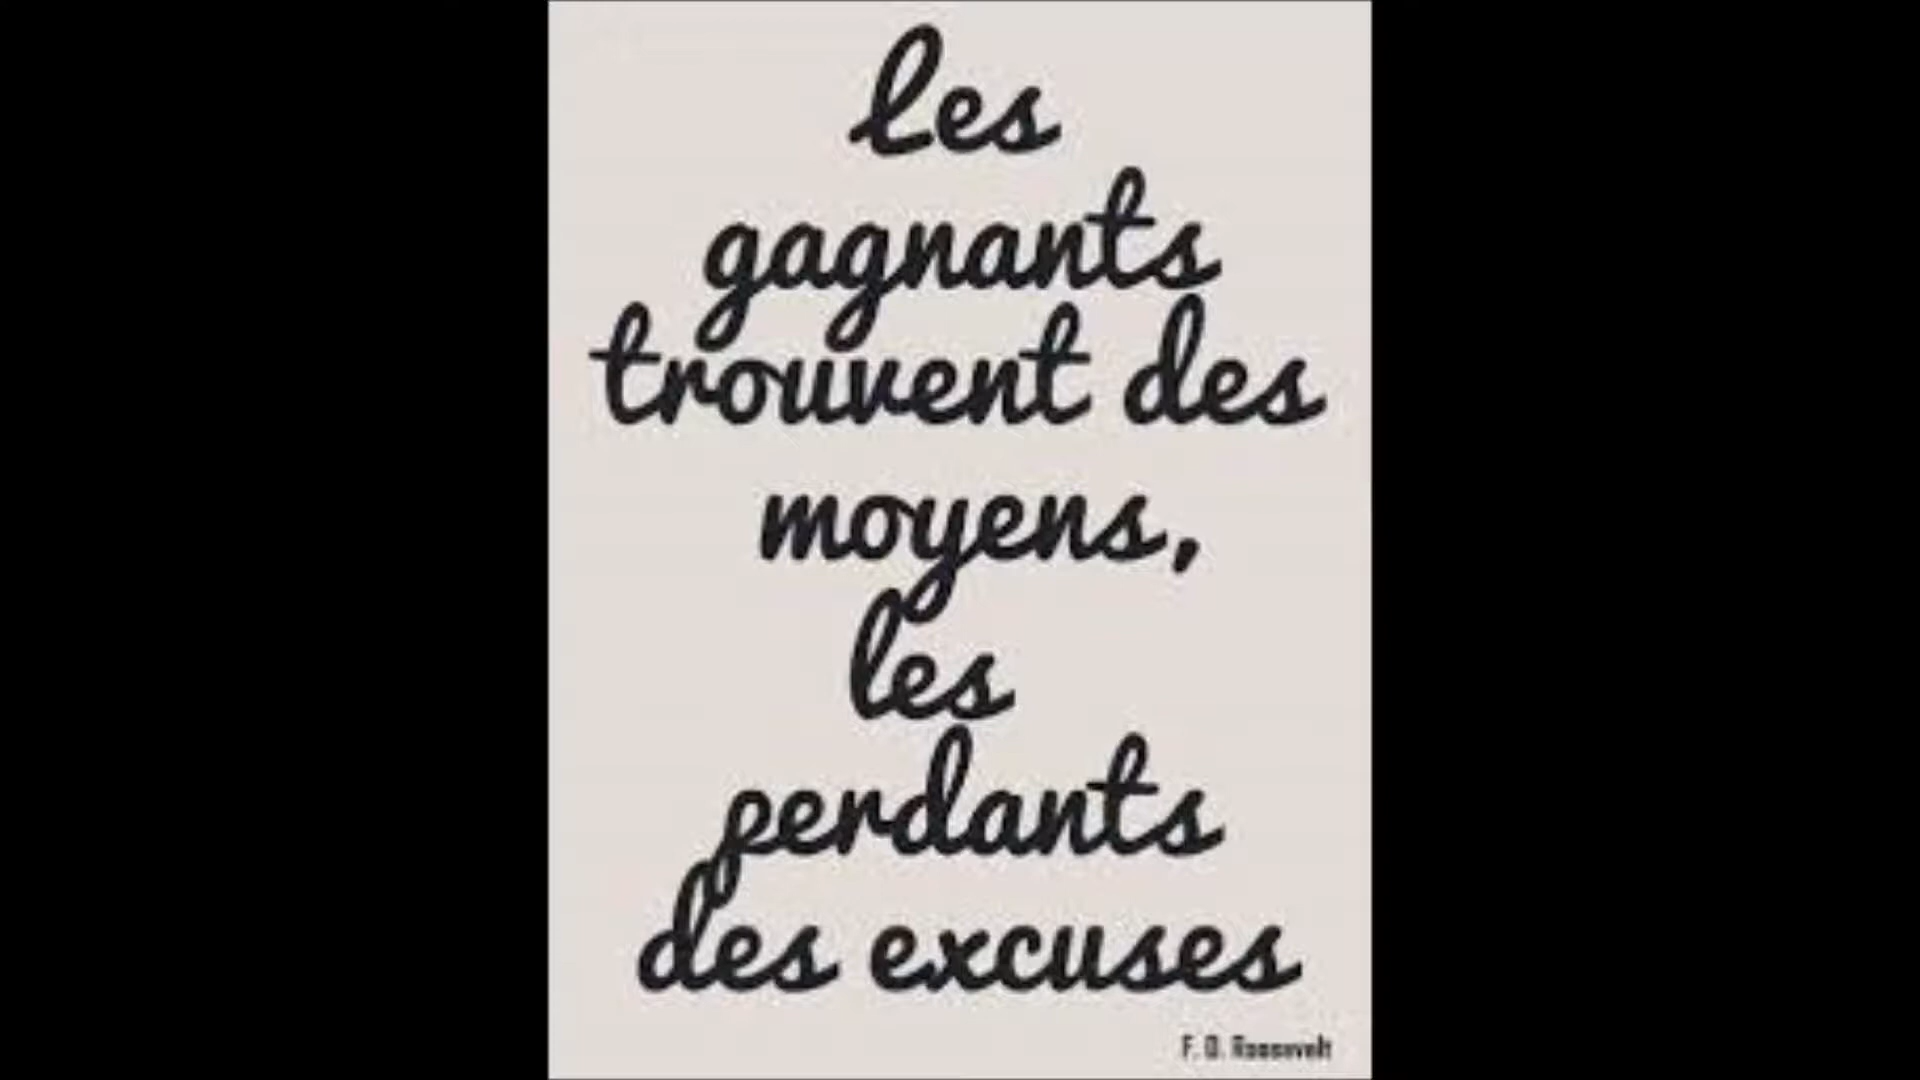 les
gagnants
trouvent des
moyens,
les
perdants
des excuses
F. D. Roosevelt